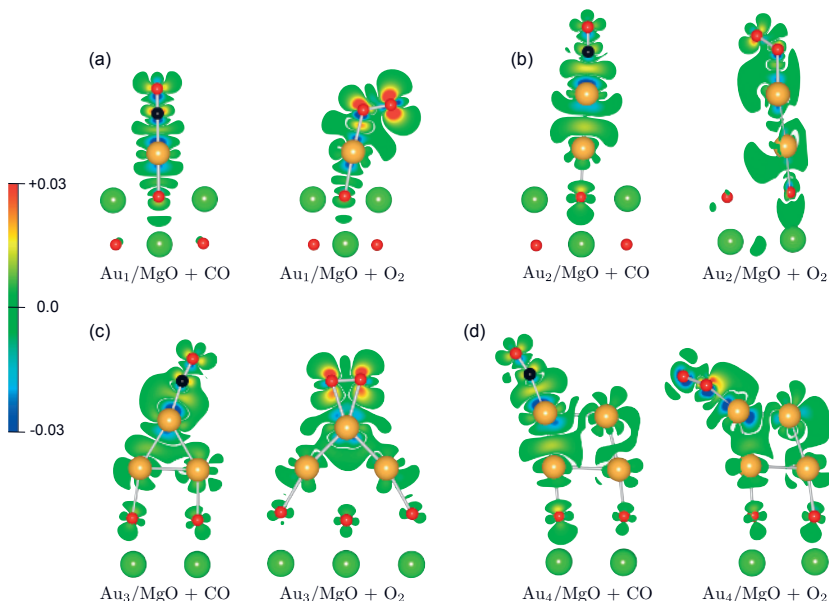 (a)
(b)
+0.03
0.0
-0.03
Au₁/MgO + CO
Au₁/MgO + O₂
Au₂/MgO + CO
Au₂/MgO + O₂
(c)
(d)
Au₃/MgO + CO
Au₃/MgO + O₂
Au₄/MgO + CO
Au₄/MgO + O₂